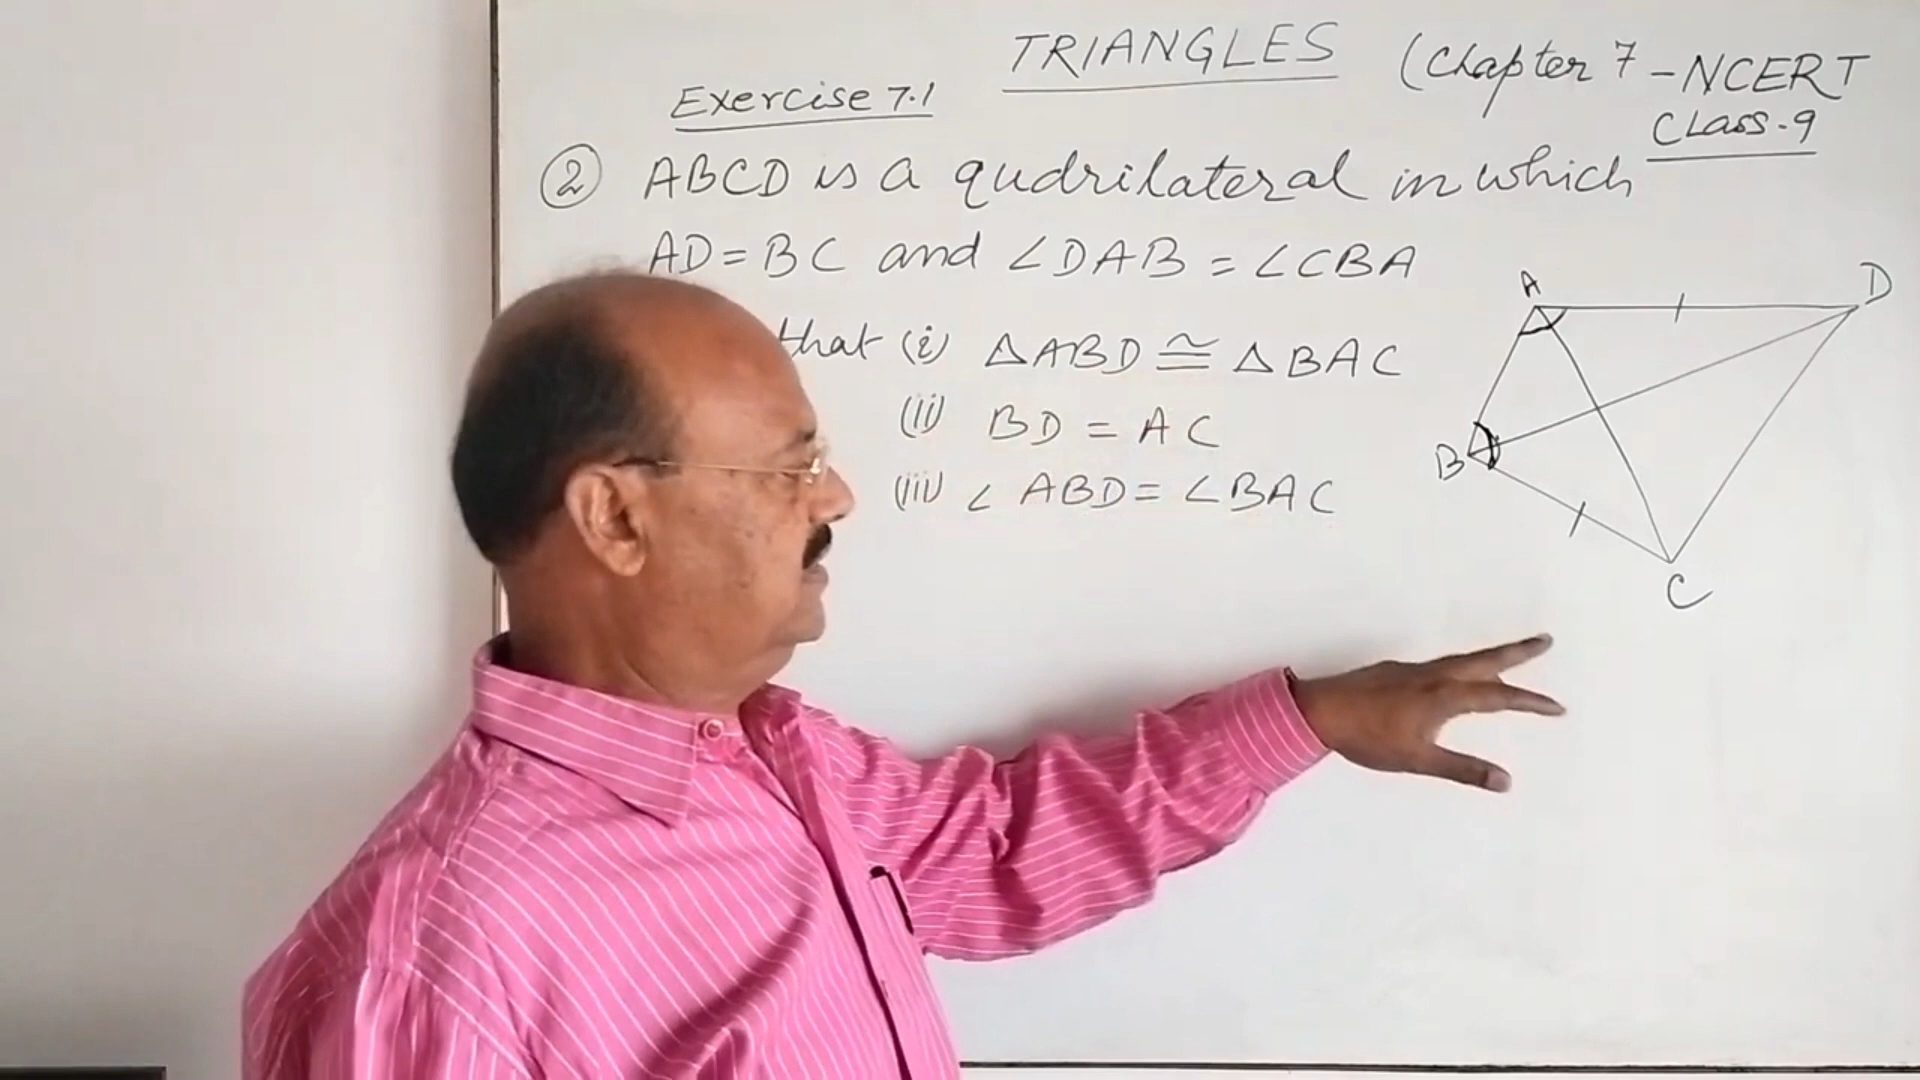 TRIANGLES (Chapter 7 - NCERT
CLass-9
Exercise 7.1
② ABCD is a qudrilateral in which
AD = BC and ∠DAB = ∠CBA
that (i) ΔABD ≅ ΔBAC
(ii) BD = AC
(iii) ∠ ABD = ∠BAC
A
D
B
C